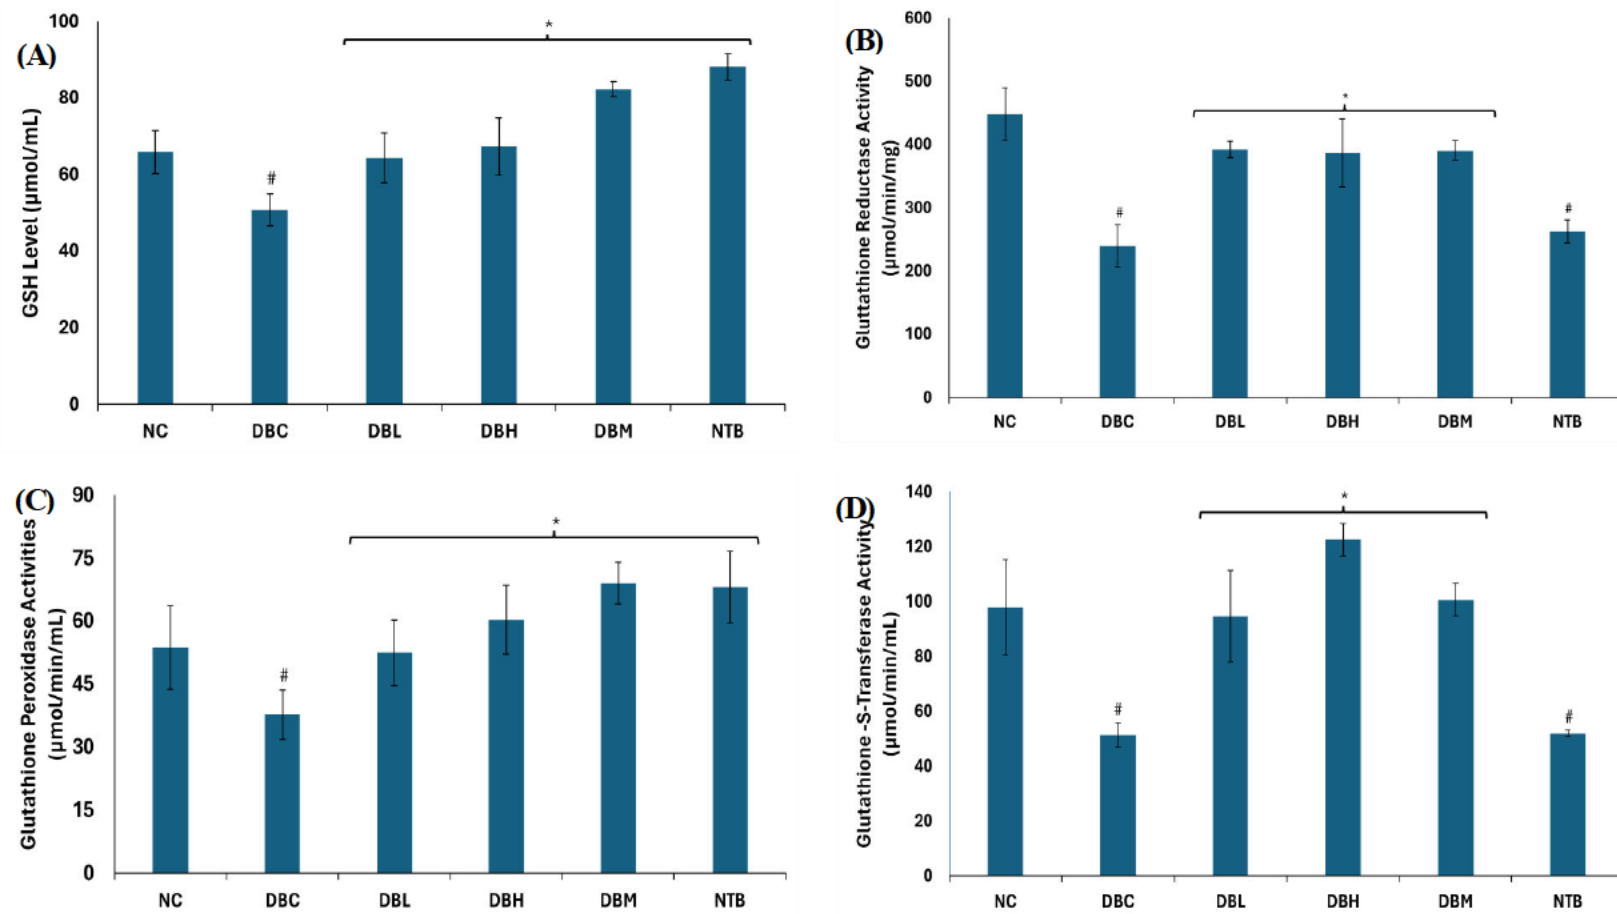 (A)
GSH Level (µmol/mL)
100
80
60
40
20
0
#
*
NC DBC DBL DBH DBM NTB
(B)
Gluttathione Reductase Activity
(µmol/min/mg)
600
500
400
300
200
100
0
#
*
#
NC DBC DBL DBH DBM NTB
(C)
Glutathione Peroxidase Activities
(µmol/min/mL)
90
75
60
45
30
15
0
#
*
NC DBC DBL DBH DBM NTB
(D)
Glutathione -S-Transferase Activity
(µmol/min/mL)
140
120
100
80
60
40
20
0
#
*
#
NC DBC DBL DBH DBM NTB